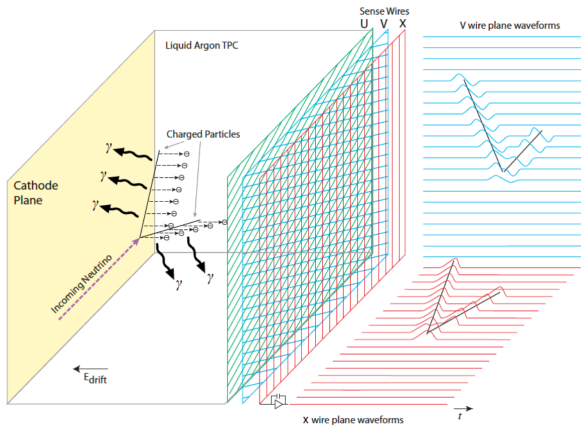 Sense Wires
U V X
V wire plane waveforms
Liquid Argon TPC
Charged Particles
γ
γ
γ
Cathode
Plane
γ
γ
Incoming Neutrino
E drift
t
X wire plane waveforms